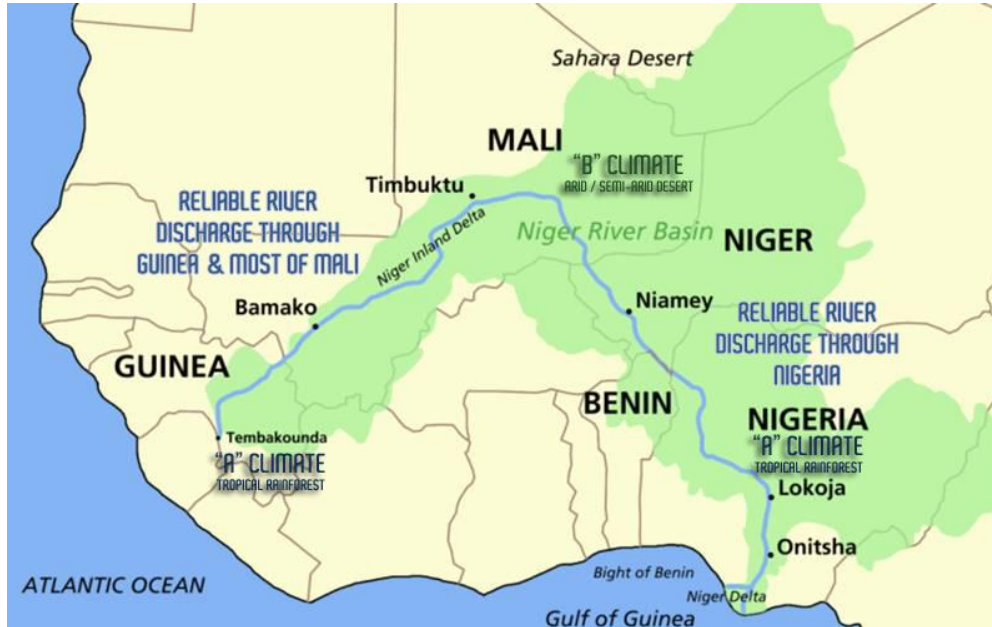 Sahara Desert
MALI
"B" CLIMATE
ARID / SEMI-ARID DESERT
Timbuktu
RELIABLE RIVER
DISCHARGE THROUGH
GUINEA & MOST OF MALI
Niger Inland Delta
Niger River Basin
NIGER
Bamako
Niamey
RELIABLE RIVER
DISCHARGE THROUGH
NIGERIA
GUINEA
BENIN
NIGERIA
"A" CLIMATE
TROPICAL RAINFOREST
Tembakounda
"A" CLIMATE
TROPICAL RAINFOREST
Lokoja
Onitsha
ATLANTIC OCEAN
Bight of Benin
Niger Delta
Gulf of Guinea